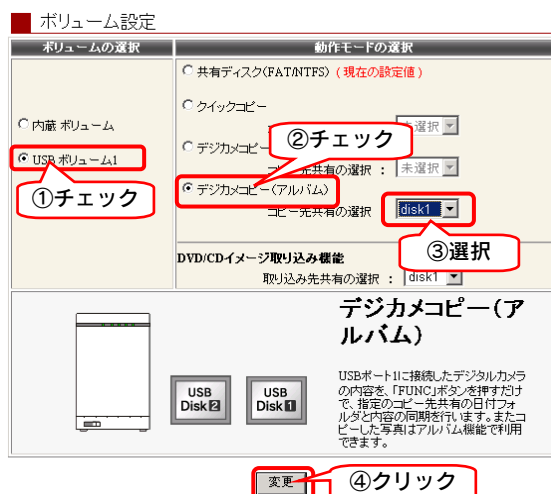 ボリューム設定
ボリュームの選択
動作モードの選択
共有ディスク(FAT/NTFS) (現在の設定値)
クイックコピー
未選択
内蔵 ボリューム
②チェック
デジカメコピー
USB ボリューム1
コピー先共有の選択 : 未選択
①チェック
デジカメコピー(アルバム)
コピー先共有の選択 disk1
③選択
DVD/CDイメージ取り込み機能
取り込み先共有の選択 : disk1
デジカメコピー(ア
ルバム)
USBポート1に接続したデジタルカメラ
の内容を、「FUNC」ボタンを押すだけ
で、指定のコピー先共有の日付フォ
ルダと内容の同期を行います。またコ
ピーした写真はアルバム機能で利用
できます。
USB Disk2
USB Disk1
変更
④クリック